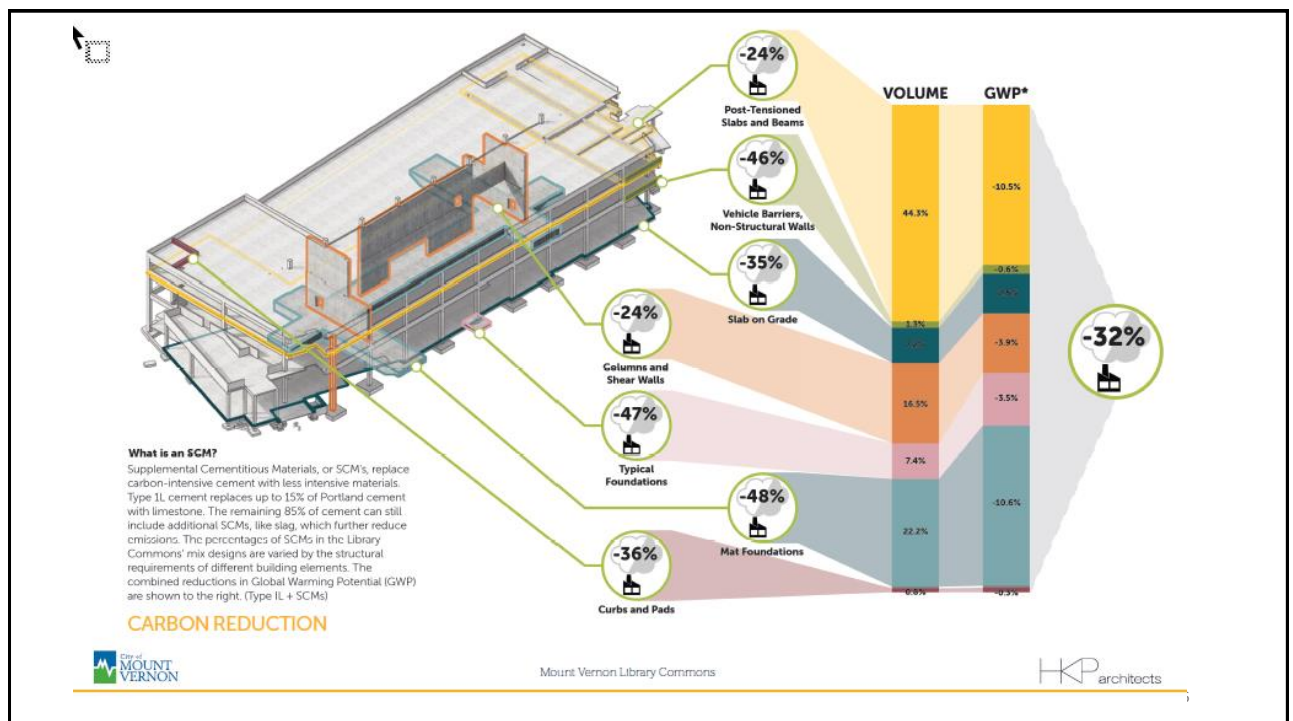 -24%
Post-Tensioned
Slabs and Beams
-46%
Vehicle Barriers,
Non-Structural Walls
-35%
Slab on Grade
-24%
Columns and
Shear Walls
-47%
Typical
Foundations
-48%
Mat Foundations
-36%
Curbs and Pads
VOLUME
44.3%
1.3%
16.5%
7.4%
22.2%
0.6%
GWP*
-10.5%
-0.6%
-3.9%
-3.5%
-10.6%
-32%
What is an SCM?
Supplemental Cementitious Materials, or SCM's, replace
carbon-intensive cement with less intensive materials.
Type 1L cement replaces up to 15% of Portland cement
with limestone. The remaining 85% of cement can still
include additional SCMs, like slag, which further reduce
emissions. The percentages of SCMs in the Library
Commons' mix designs are varied by the structural
requirements of different building elements. The
combined reductions in Global Warming Potential (GWP)
are shown to the right. (Type IL + SCMs)
CARBON REDUCTION
City of
MOUNT
VERNON
Mount Vernon Library Commons
HKP architects